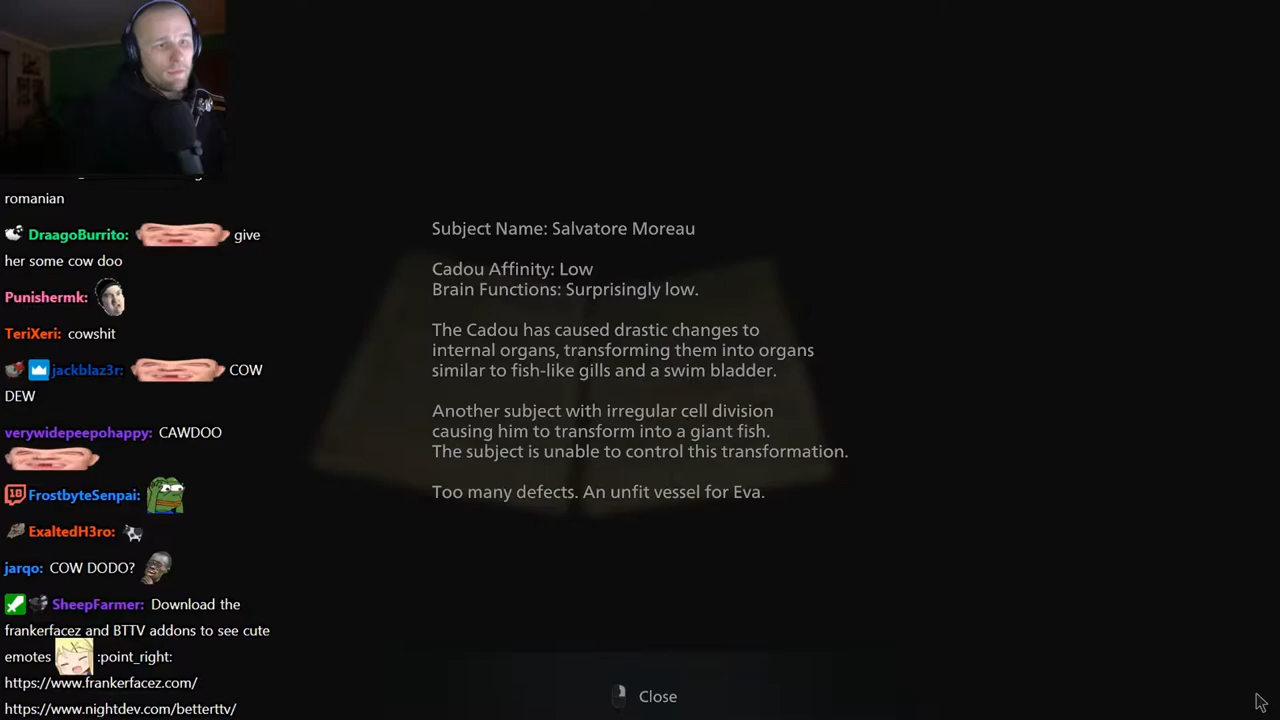 romanian
DraagoBurrito: give
her some cow doo
Punishermk:
TeriXeri: cowshit
jackblaz3r: COW
DEW
verywidepeepohappy: CAWDOO
FrostbyteSenpai:
ExaltedH3ro:
jarqo: COW DODO?
SheepFarmer: Download the
frankerfacez and BTTV addons to see cute
emotes :point_right:
https://www.frankerfacez.com/
https://www.nightdev.com/betterttv/
Subject Name: Salvatore Moreau
Cadou Affinity: Low
Brain Functions: Surprisingly low.
The Cadou has caused drastic changes to
internal organs, transforming them into organs
similar to fish-like gills and a swim bladder.
Another subject with irregular cell division
causing him to transform into a giant fish.
The subject is unable to control this transformation.
Too many defects. An unfit vessel for Eva.
Close